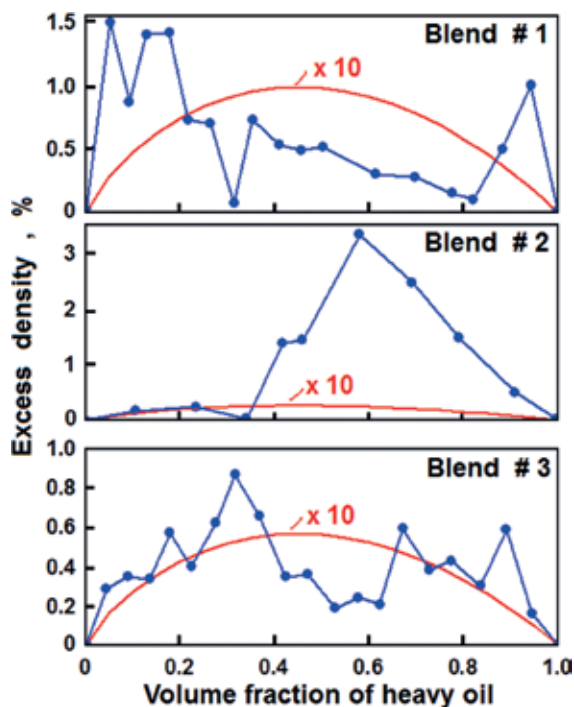 Excess density , %
1.5
1.0
0.5
0
Blend # 1
x 10
3
2
1
0
Blend # 2
x 10
1.0
0.8
0.6
0.4
0.2
0
Blend # 3
x 10
0 0.2 0.4 0.6 0.8 1.0
Volume fraction of heavy oil